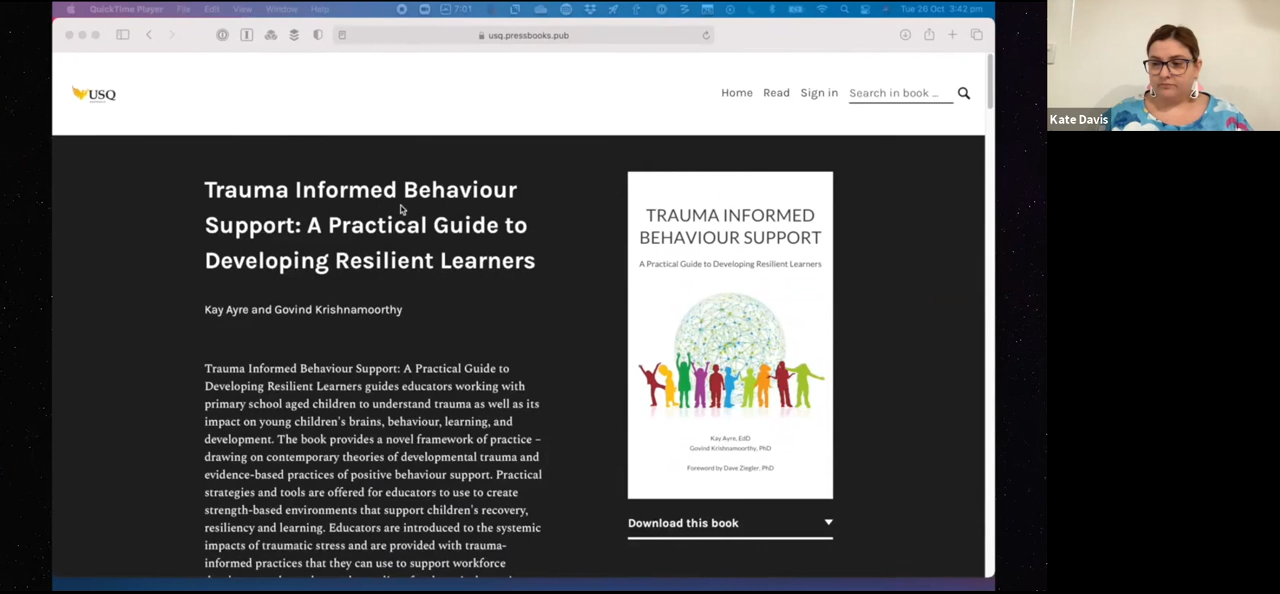 QuickTime Player File Edit View Window Help 7:01 Tue 26 Oct 3:42 pm
usq.pressbooks.pub
USQ
Home Read Sign in Search in book ...
Trauma Informed Behaviour
Support: A Practical Guide to
Developing Resilient Learners
Kay Ayre and Govind Krishnamoorthy
Trauma Informed Behaviour Support: A Practical Guide to
Developing Resilient Learners guides educators working with
primary school aged children to understand trauma as well as its
impact on young children's brains, behaviour, learning, and
development. The book provides a novel framework of practice –
drawing on contemporary theories of developmental trauma and
evidence-based practices of positive behaviour support. Practical
strategies and tools are offered for educators to use to create
strength-based environments that support children's recovery,
resiliency and learning. Educators are introduced to the systemic
impacts of traumatic stress and are provided with trauma-
informed practices that they can use to support workforce
TRAUMA INFORMED
BEHAVIOUR SUPPORT
A Practical Guide to Developing Resilient Learners
Kay Ayre, EdD
Govind Krishnamoorthy, PhD
Foreword by Dave Ziegler, PhD
Download this book
Kate Davis